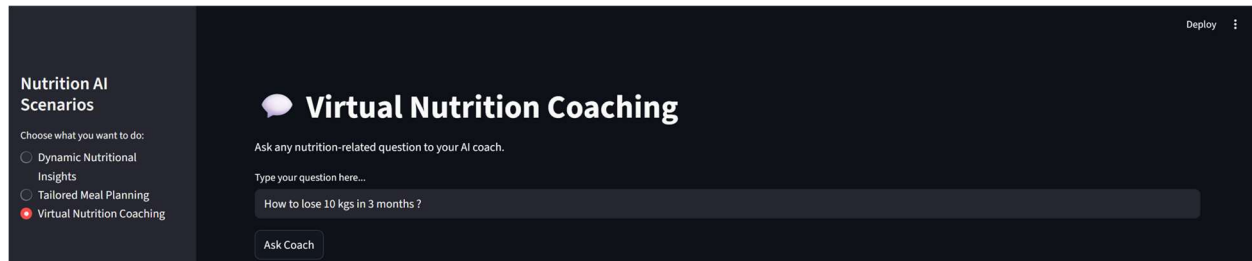 Deploy
Nutrition AI
Scenarios
Choose what you want to do:
Dynamic Nutritional
Insights
Tailored Meal Planning
Virtual Nutrition Coaching
Virtual Nutrition Coaching
Ask any nutrition-related question to your AI coach.
Type your question here...
How to lose 10 kgs in 3 months ?
Ask Coach